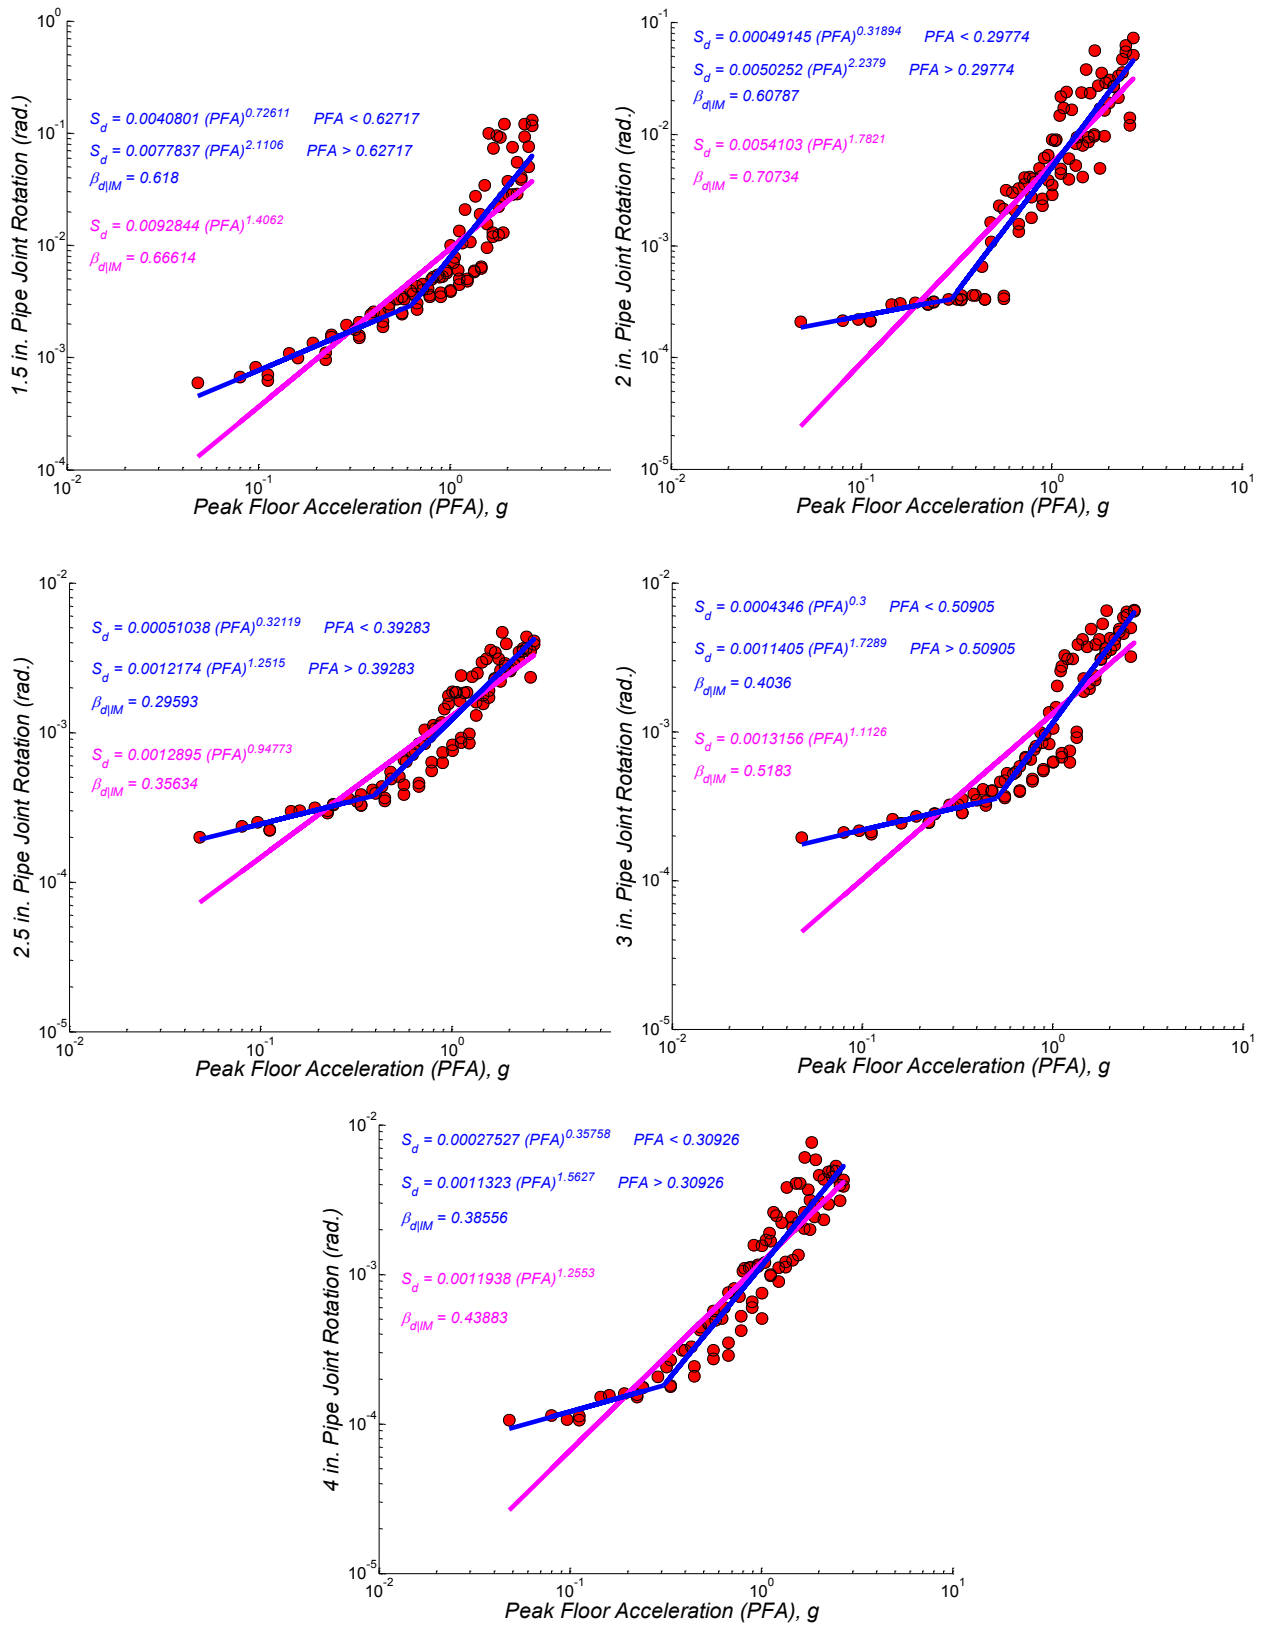 10^0
10^-1
10^-2
10^-3
10^-4
1.5 in. Pipe Joint Rotation (rad.)
S_d = 0.0040801 (PFA)^0.72611 PFA < 0.62717
S_d = 0.0077837 (PFA)^2.1106 PFA > 0.62717
β_d|IM = 0.618
S_d = 0.0092844 (PFA)^1.4062
β_d|IM = 0.66614
10^-2 10^-1 10^0
Peak Floor Acceleration (PFA), g
10^-1
10^-2
10^-3
10^-4
10^-5
2 in. Pipe Joint Rotation (rad.)
S_d = 0.00049145 (PFA)^0.31894 PFA < 0.29774
S_d = 0.0050252 (PFA)^2.2379 PFA > 0.29774
β_d|IM = 0.60787
S_d = 0.0054103 (PFA)^1.7821
β_d|IM = 0.70734
10^-2 10^-1 10^0 10^1
Peak Floor Acceleration (PFA), g
10^-2
10^-3
10^-4
10^-5
2.5 in. Pipe Joint Rotation (rad.)
S_d = 0.00051038 (PFA)^0.32119 PFA < 0.39283
S_d = 0.0012174 (PFA)^1.2515 PFA > 0.39283
β_d|IM = 0.29593
S_d = 0.0012895 (PFA)^0.94773
β_d|IM = 0.35634
10^-2 10^-1 10^0
Peak Floor Acceleration (PFA), g
10^-2
10^-3
10^-4
10^-5
3 in. Pipe Joint Rotation (rad.)
S_d = 0.0004346 (PFA)^0.3 PFA < 0.50905
S_d = 0.0011405 (PFA)^1.7289 PFA > 0.50905
β_d|IM = 0.4036
S_d = 0.0013156 (PFA)^1.1126
β_d|IM = 0.5183
10^-2 10^-1 10^0 10^1
Peak Floor Acceleration (PFA), g
10^-2
10^-3
10^-4
10^-5
4 in. Pipe Joint Rotation (rad.)
S_d = 0.00027527 (PFA)^0.35758 PFA < 0.30926
S_d = 0.0011323 (PFA)^1.5627 PFA > 0.30926
β_d|IM = 0.38556
S_d = 0.0011938 (PFA)^1.2553
β_d|IM = 0.43883
10^-2 10^-1 10^0 10^1
Peak Floor Acceleration (PFA), g